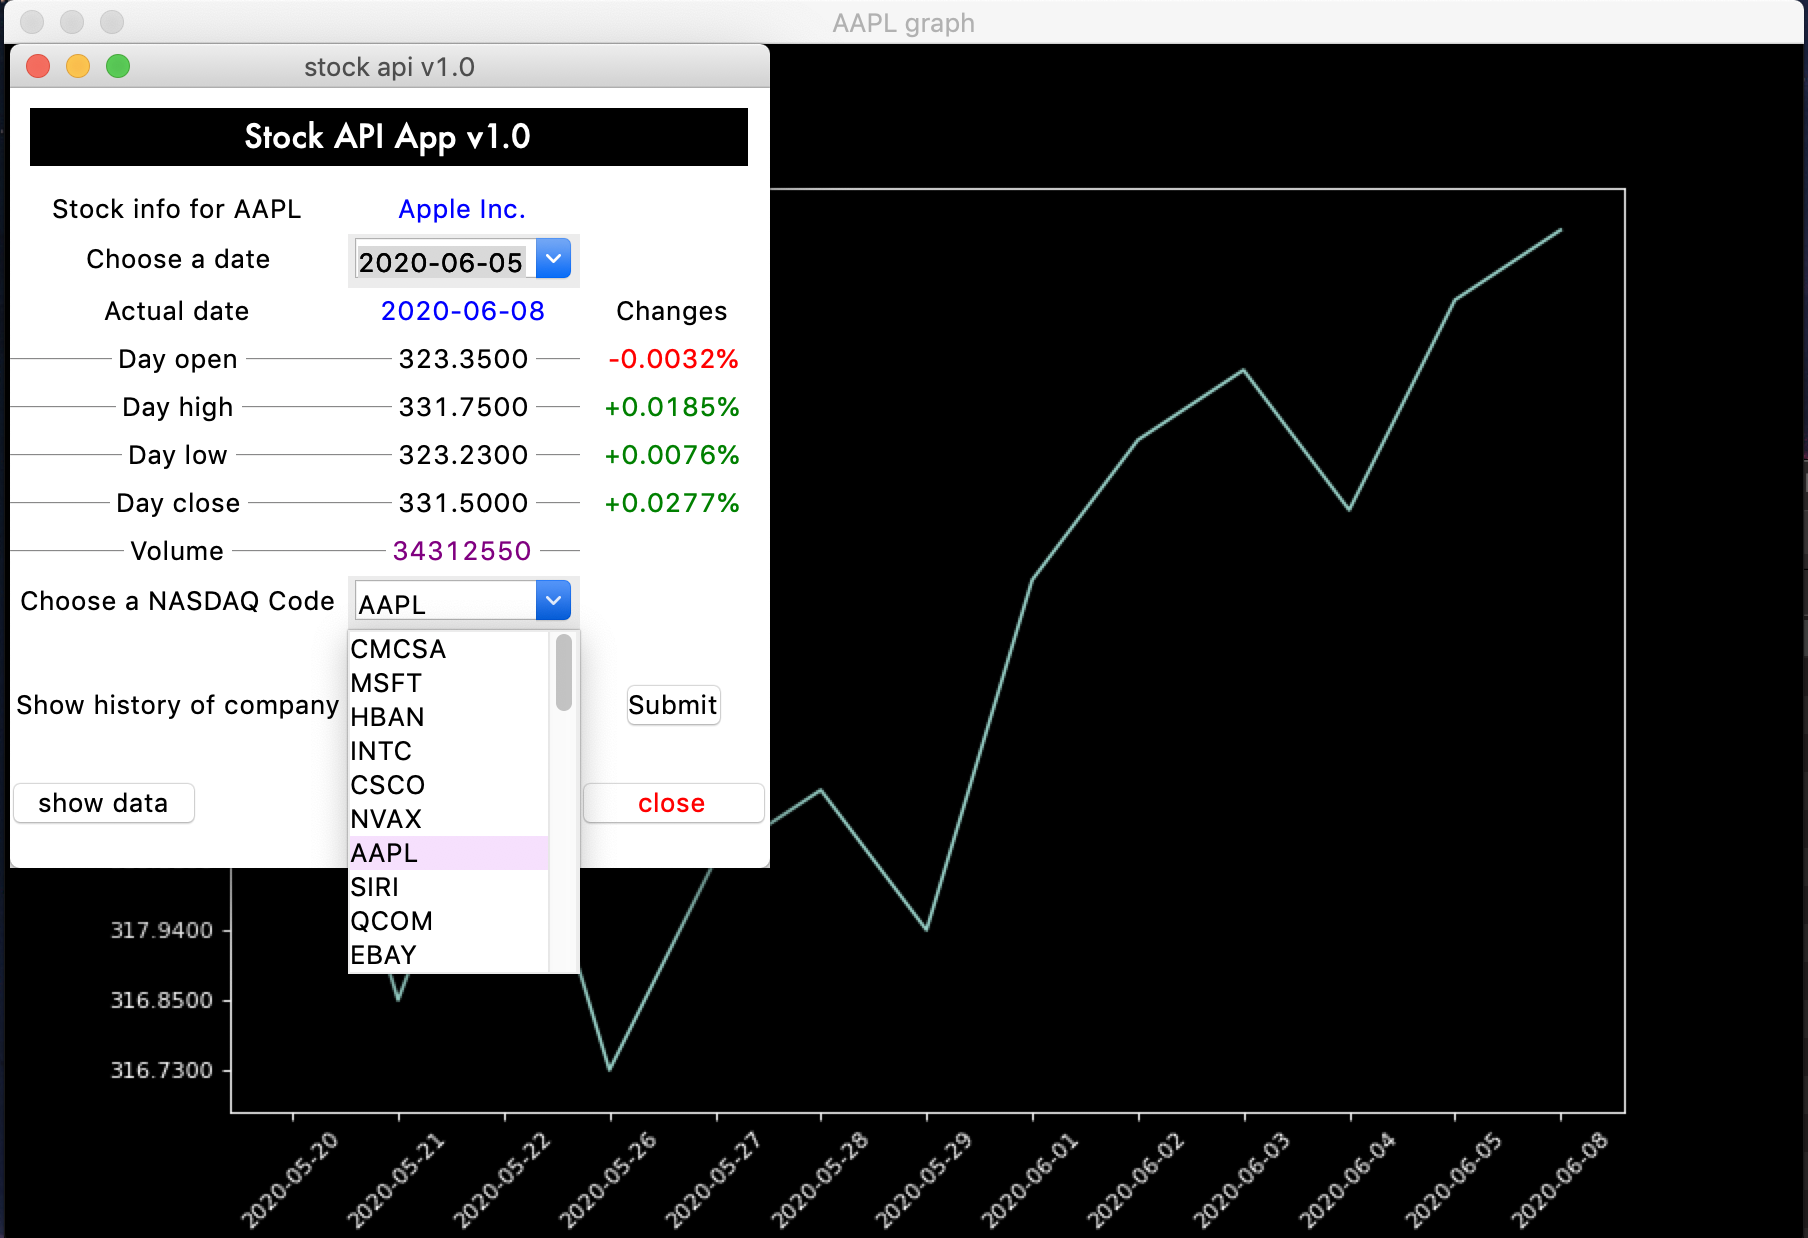 AAPL graph
stock api v1.0
Stock API App v1.0
Stock info for AAPL Apple Inc.
Choose a date 2020-06-05
Actual date 2020-06-08 Changes
Day open 323.3500 -0.0032%
Day high 331.7500 +0.0185%
Day low 323.2300 +0.0076%
Day close 331.5000 +0.0277%
Volume 34312550
Choose a NASDAQ Code AAPL
CMCSA
MSFT
HBAN
INTC
CSCO
NVAX
AAPL
SIRI
QCOM
EBAY
Show history of company Submit
show data close
317.9400
316.8500
316.7300
2020-05-20
2020-05-21
2020-05-22
2020-05-26
2020-05-27
2020-05-28
2020-05-29
2020-06-01
2020-06-02
2020-06-03
2020-06-04
2020-06-05
2020-06-08